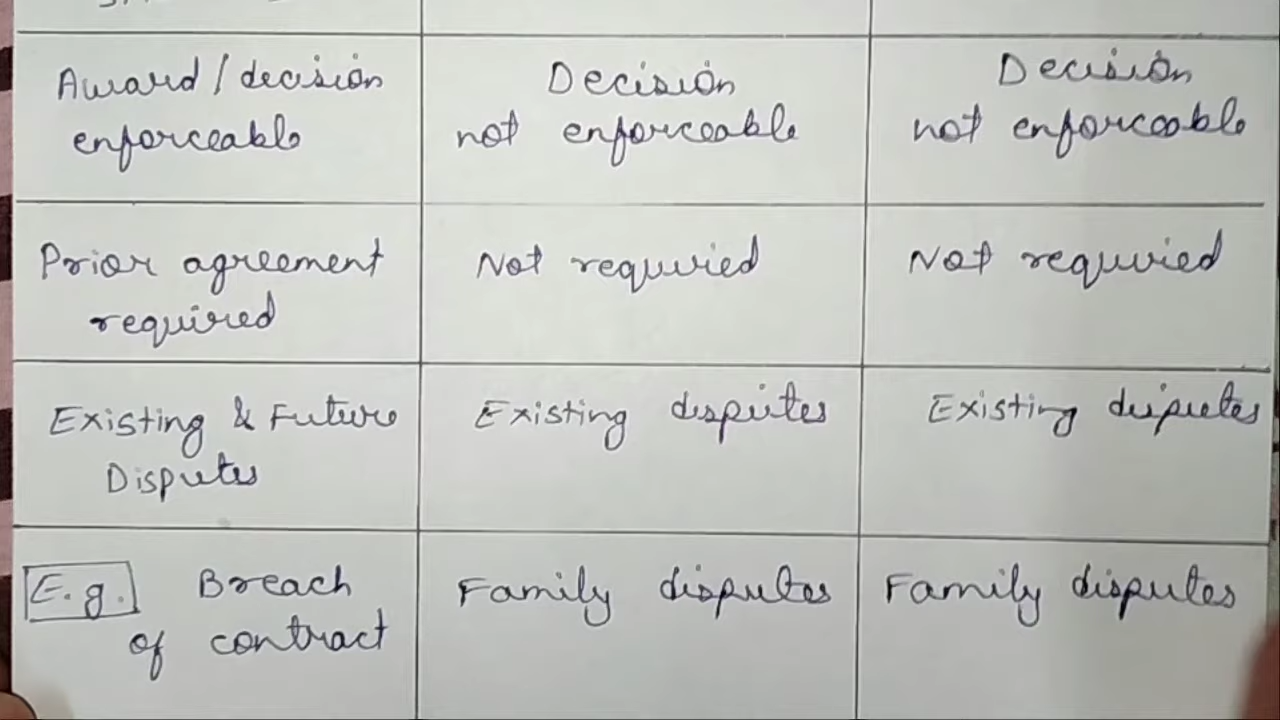 Award / decision
enforceable
Decision
not enforceable
Decision
not enforceable
Prior agreement
required
Not required
Not required
Existing & Future
Disputes
Existing disputes
Existing disputes
E.g. Breach
of contract
Family disputes
Family disputes